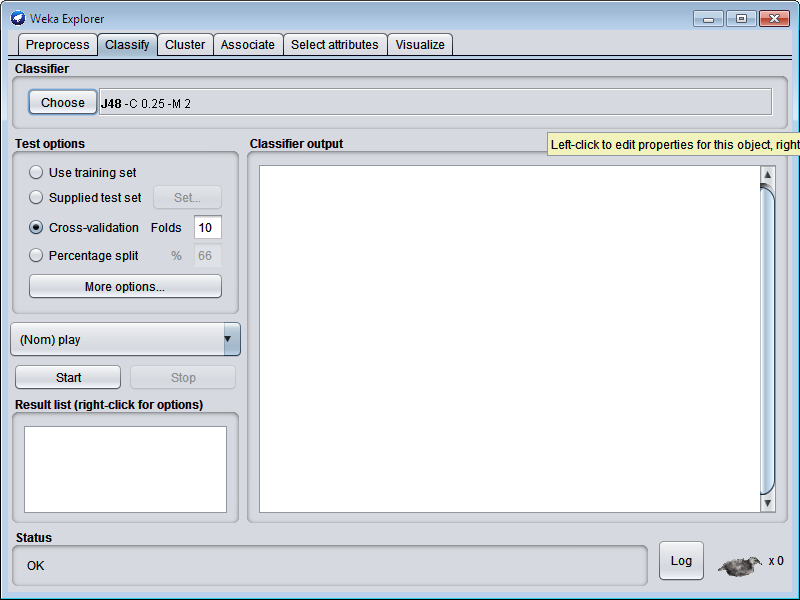 Weka Explorer
Preprocess Classify Cluster Associate Select attributes Visualize
Classifier
Choose J48 -C 0.25 -M 2
Left-click to edit properties for this object, right
Test options
Use training set
Supplied test set Set...
Cross-validation Folds 10
Percentage split % 66
More options...
(Nom) play
Start Stop
Result list (right-click for options)
Classifier output
Status
OK
Log x 0